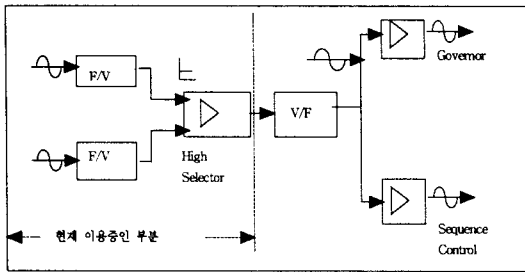 F/V
F/V
High
Selector
V/F
Governor
Sequence
Control
현재 이용중인 부분